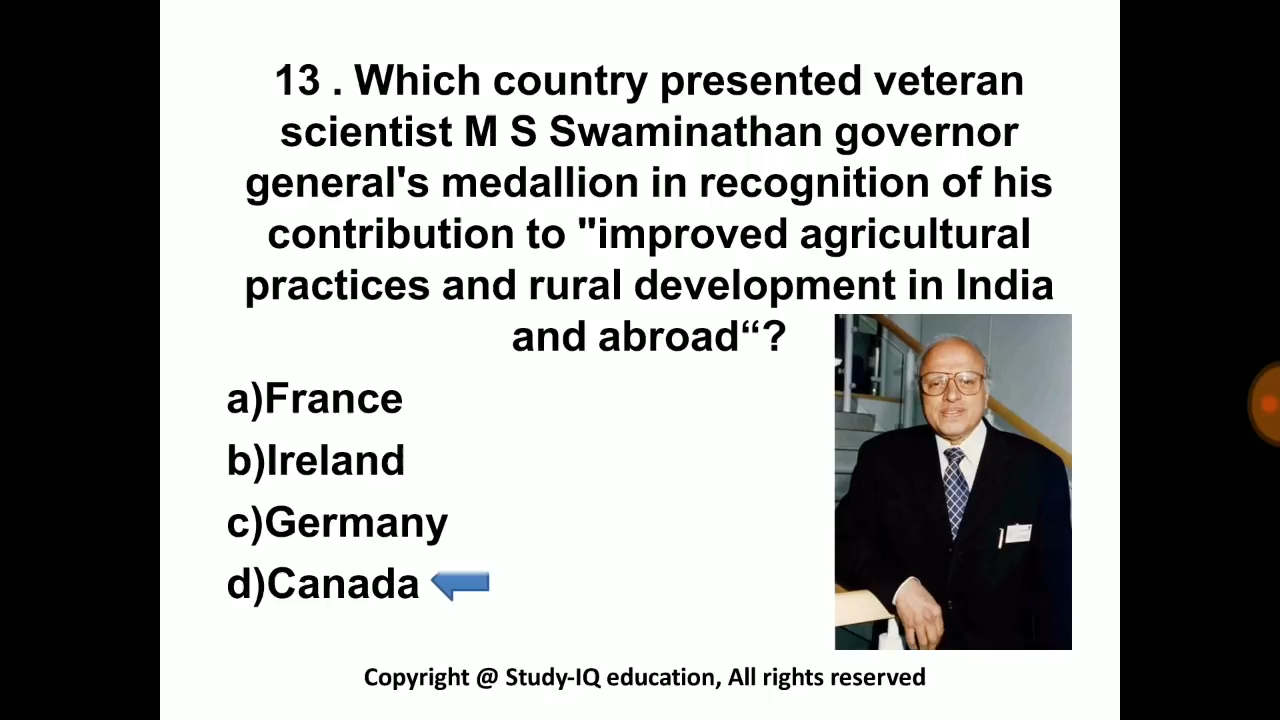 13 . Which country presented veteran
scientist M S Swaminathan governor
general's medallion in recognition of his
contribution to "improved agricultural
practices and rural development in India
and abroad“?
a)France
b)Ireland
c)Germany
d)Canada
Copyright @ Study-IQ education, All rights reserved